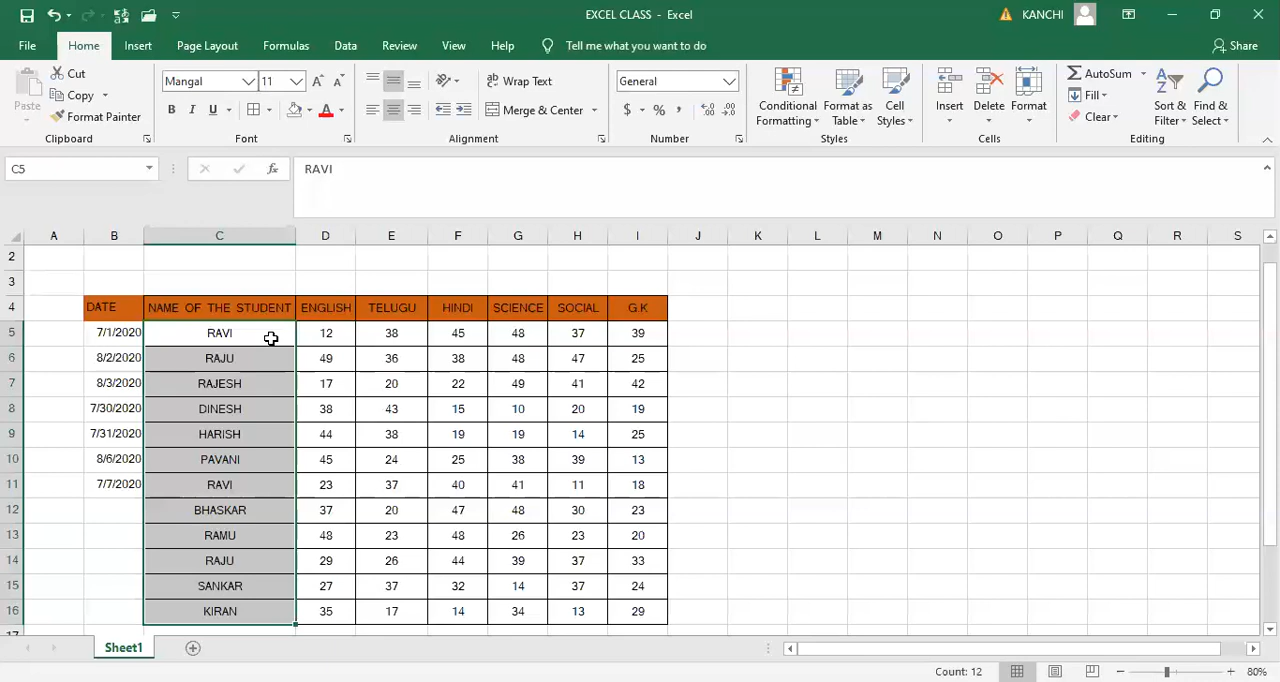 EXCEL CLASS - Excel
KANCHI
File Home Insert Page Layout Formulas Data Review View Help Tell me what you want to do Share
Paste
Cut
Copy
Format Painter
Clipboard
Mangal 11
B I U
Font
Wrap Text
Merge & Center
Alignment
General
$ % ,
Number
Conditional Formatting
Format as Table
Cell Styles
Styles
Insert Delete Format
Cells
AutoSum
Fill
Clear
Sort & Filter
Find & Select
Editing
C5 fx RAVI
A B C D E F G H I J K L M N O P Q R S
2
3
4 DATE NAME OF THE STUDENT ENGLISH TELUGU HINDI SCIENCE SOCIAL G.K
5 7/1/2020 RAVI 12 38 45 48 37 39
6 8/2/2020 RAJU 49 36 38 48 47 25
7 8/3/2020 RAJESH 17 20 22 49 41 42
8 7/30/2020 DINESH 38 43 15 10 20 19
9 7/31/2020 HARISH 44 38 19 19 14 25
10 8/6/2020 PAVANI 45 24 25 38 39 13
11 7/7/2020 RAVI 23 37 40 41 11 18
12 BHASKAR 37 20 47 48 30 23
13 RAMU 48 23 48 26 23 20
14 RAJU 29 26 44 39 37 33
15 SANKAR 27 37 32 14 37 24
16 KIRAN 35 17 14 34 13 29
17
Sheet1
Count: 12 80%